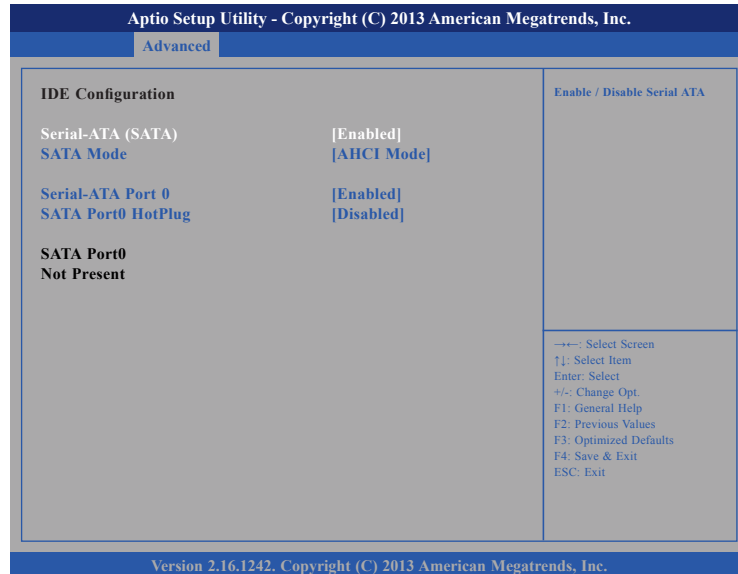 Aptio Setup Utility - Copyright (C) 2013 American Megatrends, Inc.
Advanced
IDE Configuration
Serial-ATA (SATA) [Enabled]
SATA Mode [AHCI Mode]
Serial-ATA Port 0 [Enabled]
SATA Port0 HotPlug [Disabled]
SATA Port0
Not Present
Enable / Disable Serial ATA
→←: Select Screen
↑↓: Select Item
Enter: Select
+/-: Change Opt.
F1: General Help
F2: Previous Values
F3: Optimized Defaults
F4: Save & Exit
ESC: Exit
Version 2.16.1242. Copyright (C) 2013 American Megatrends, Inc.